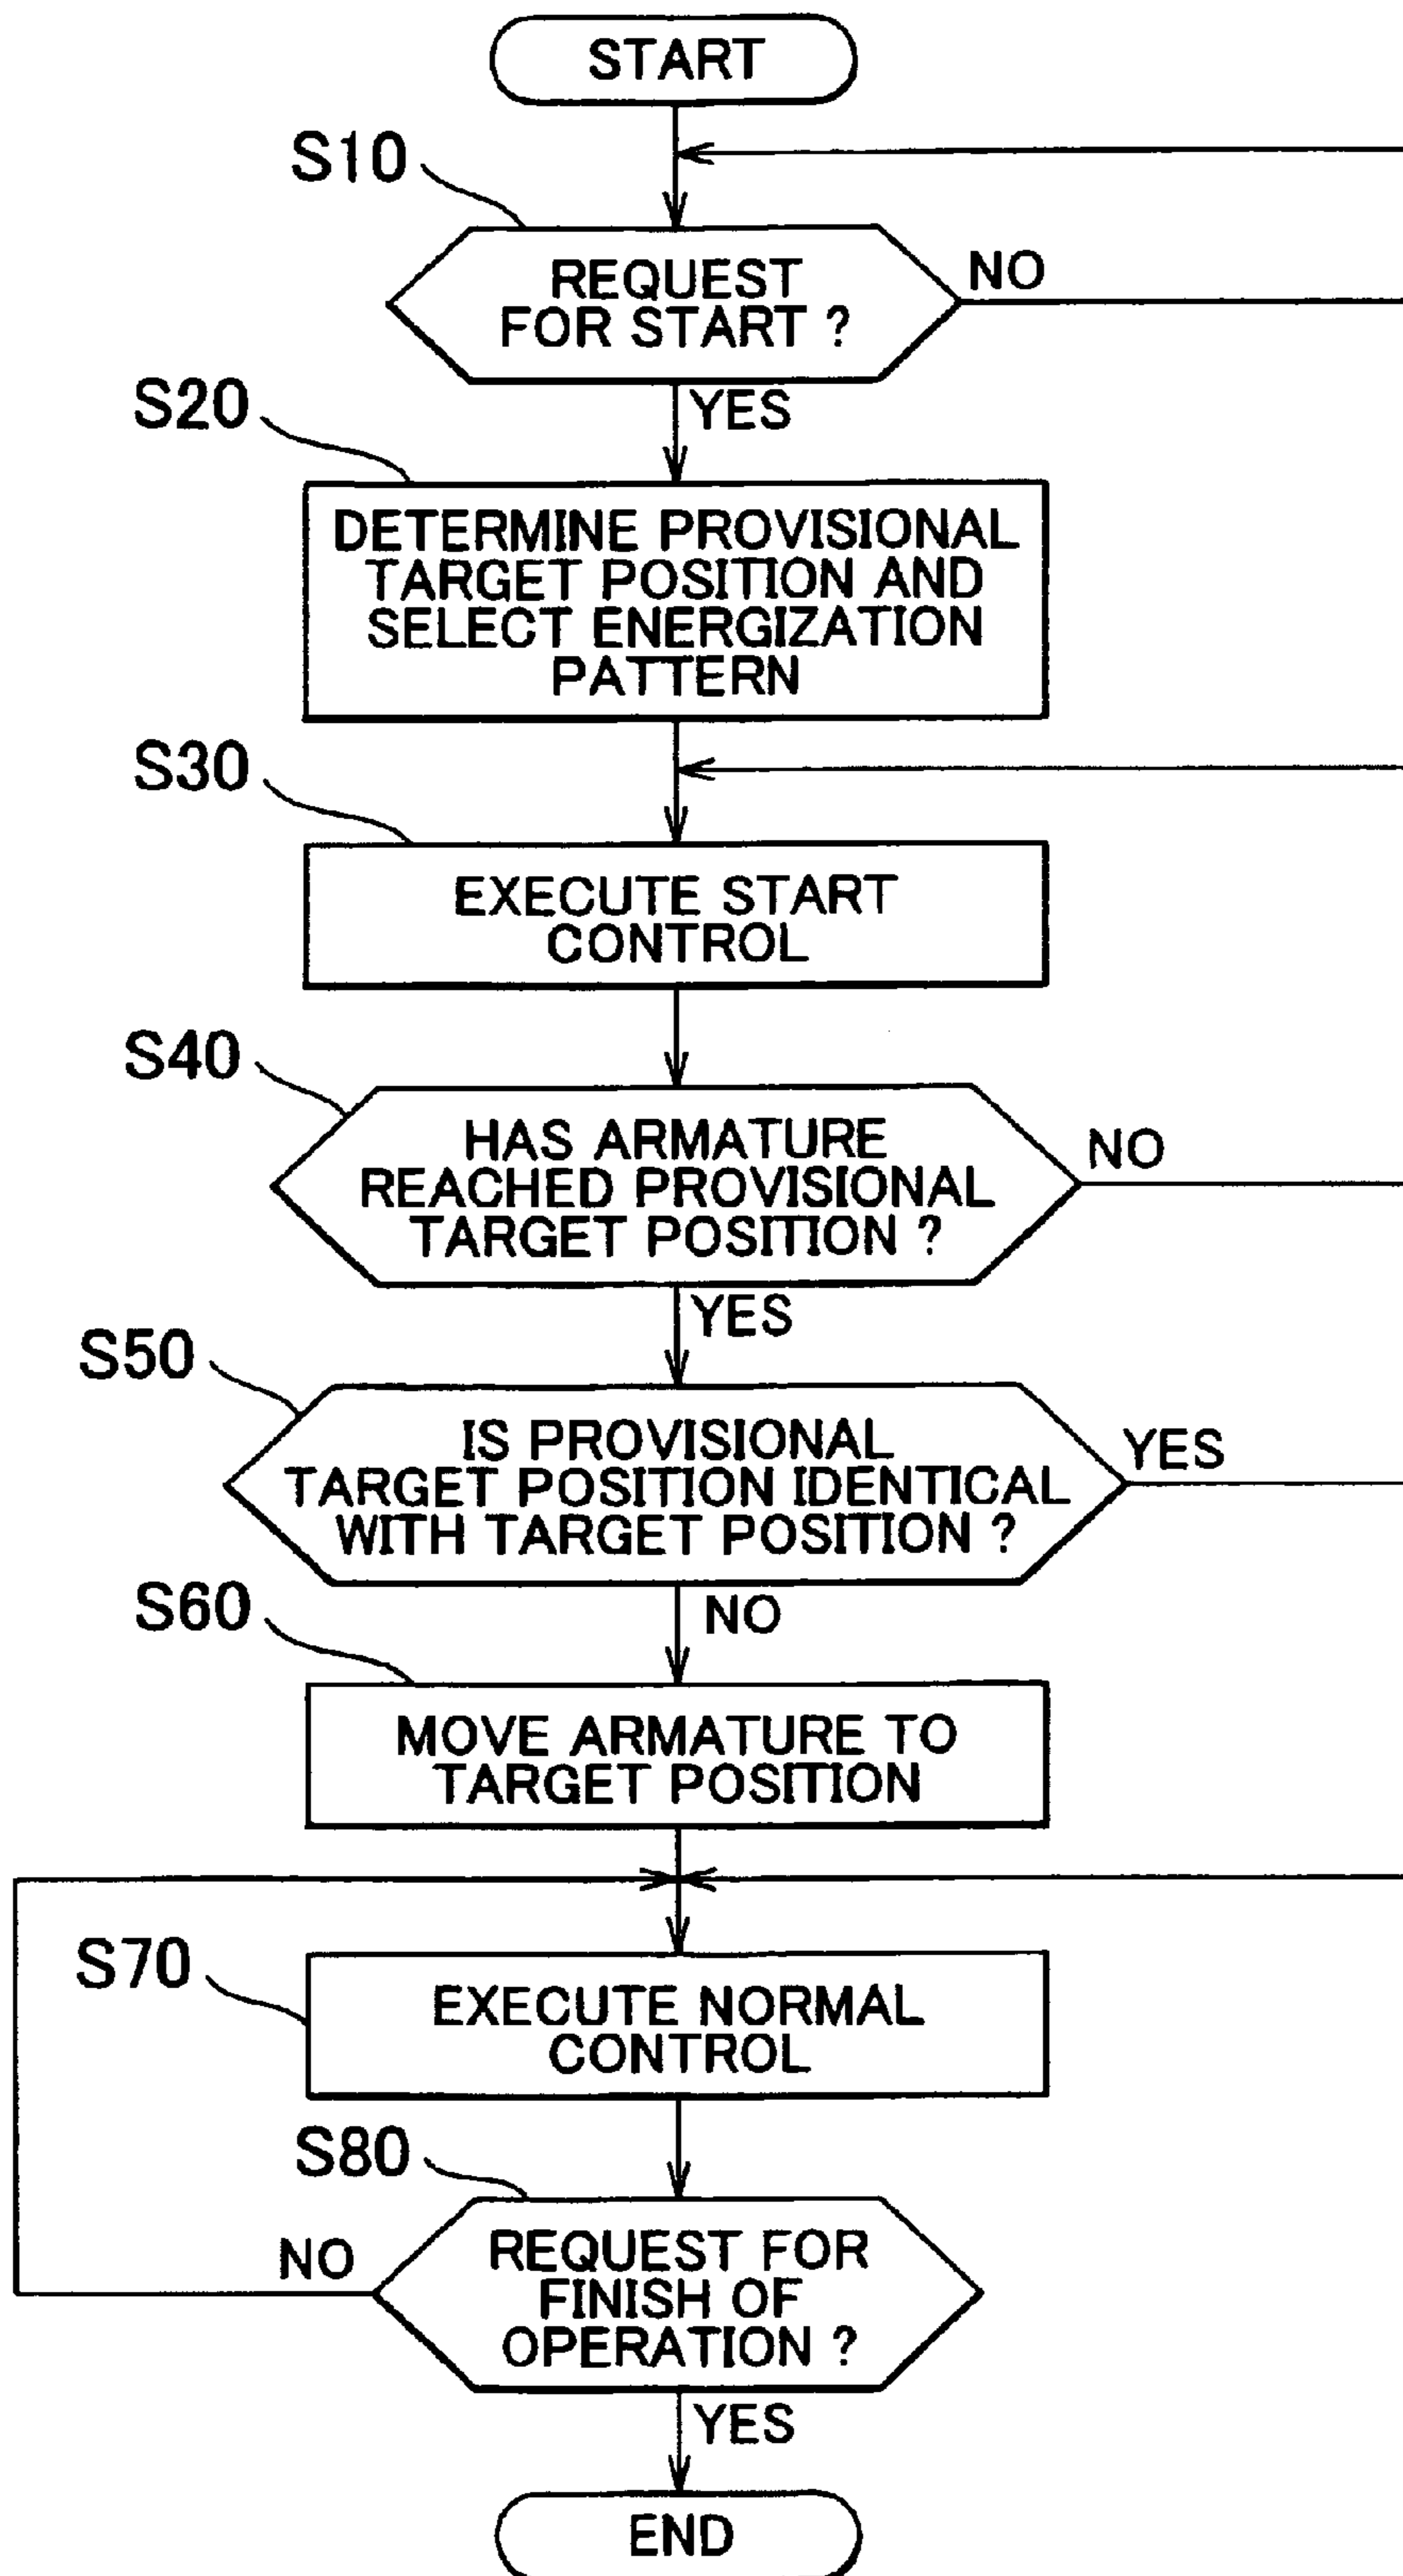 START
S10
REQUEST
FOR START ?
NO
YES
S20
DETERMINE PROVISIONAL
TARGET POSITION AND
SELECT ENERGIZATION
PATTERN
S30
EXECUTE START
CONTROL
S40
HAS ARMATURE
REACHED PROVISIONAL
TARGET POSITION ?
NO
YES
S50
IS PROVISIONAL
TARGET POSITION IDENTICAL
WITH TARGET POSITION ?
YES
NO
S60
MOVE ARMATURE TO
TARGET POSITION
S70
EXECUTE NORMAL
CONTROL
S80
REQUEST FOR
FINISH OF
OPERATION ?
NO
YES
END